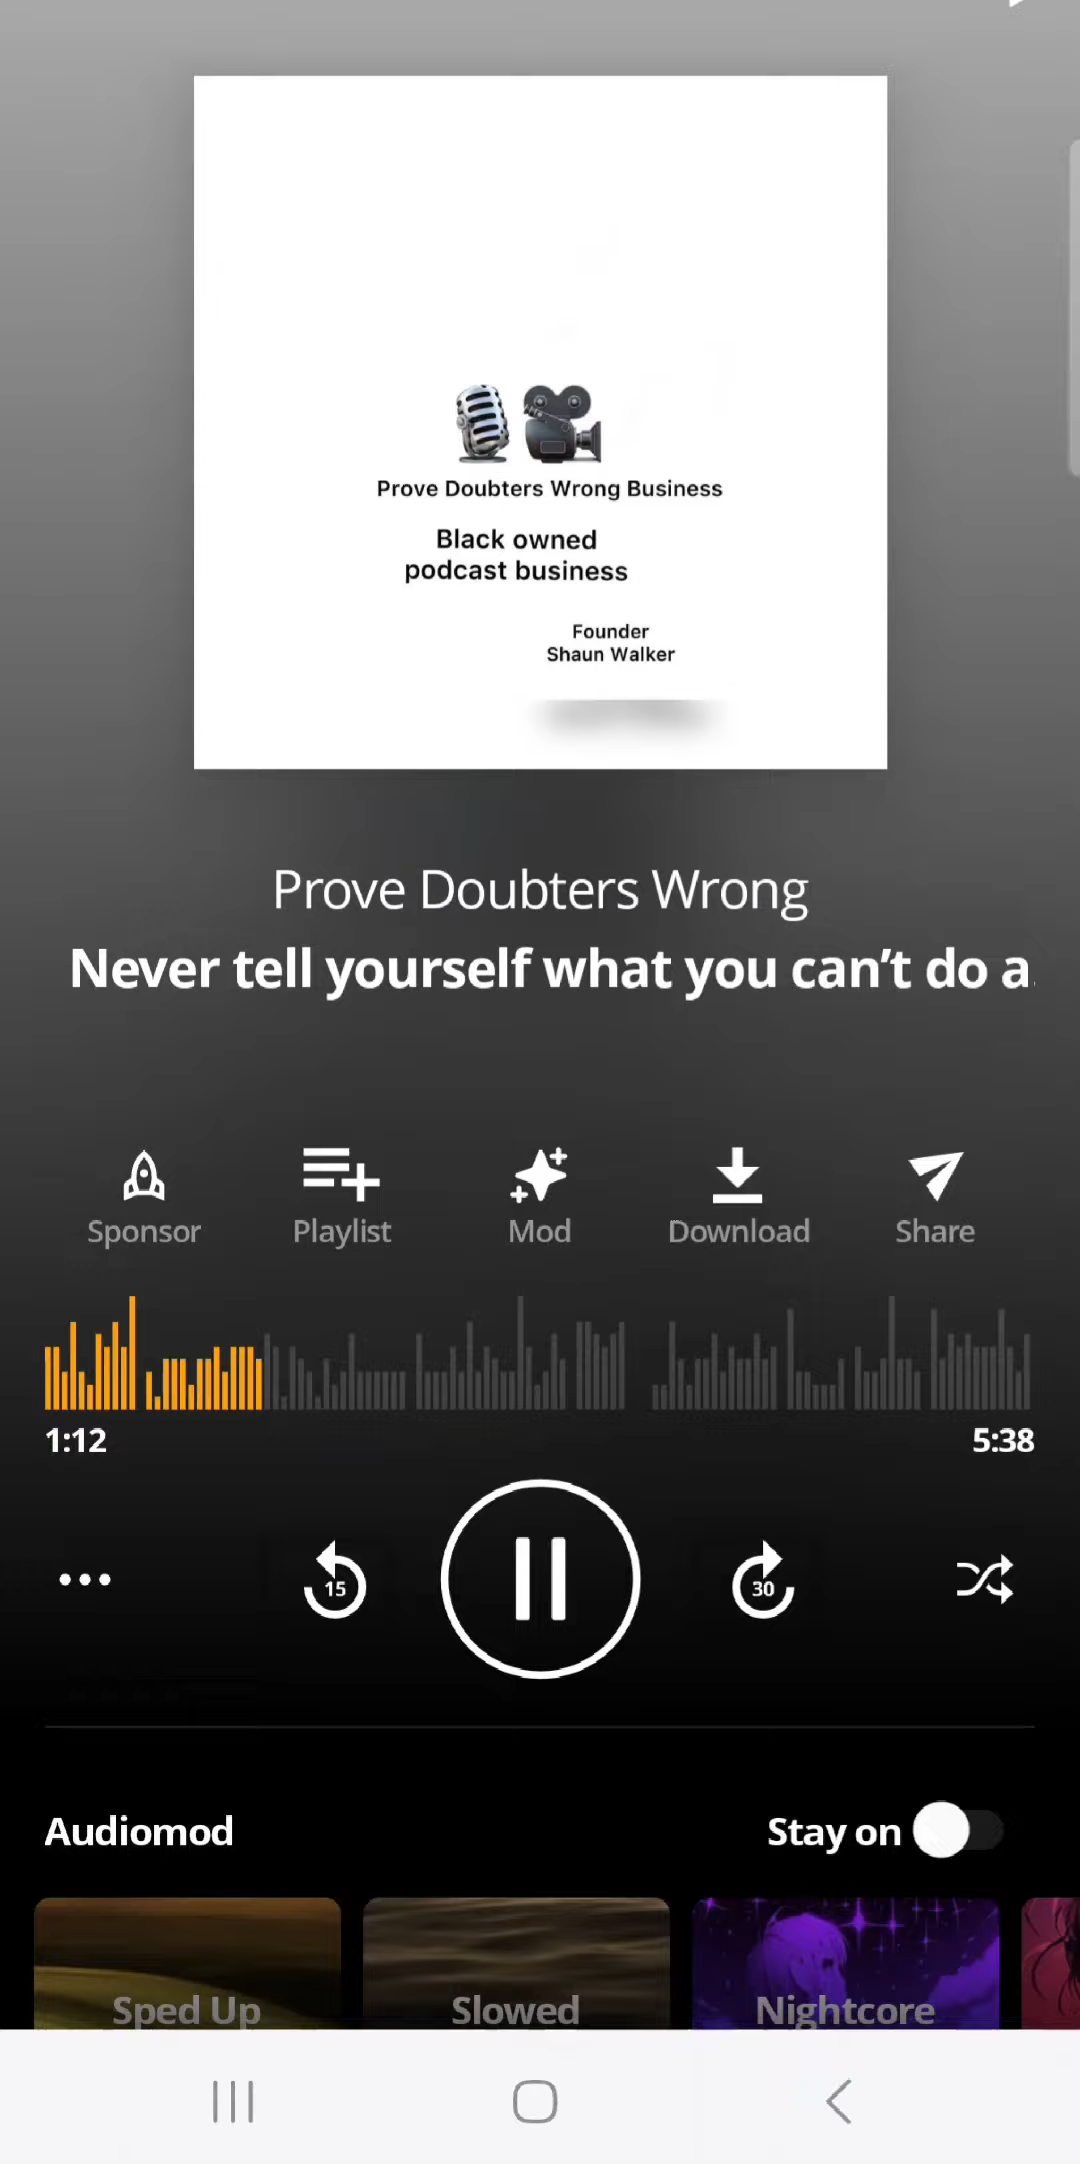 Prove Doubters Wrong Business
Black owned
podcast business
Founder
Shaun Walker
Prove Doubters Wrong
Never tell yourself what you can't do a
Sponsor
Playlist
Mod
Download
Share
1:12
5:38
15
30
Audiomod
Stay on
Sped Up
Slowed
Nightcore